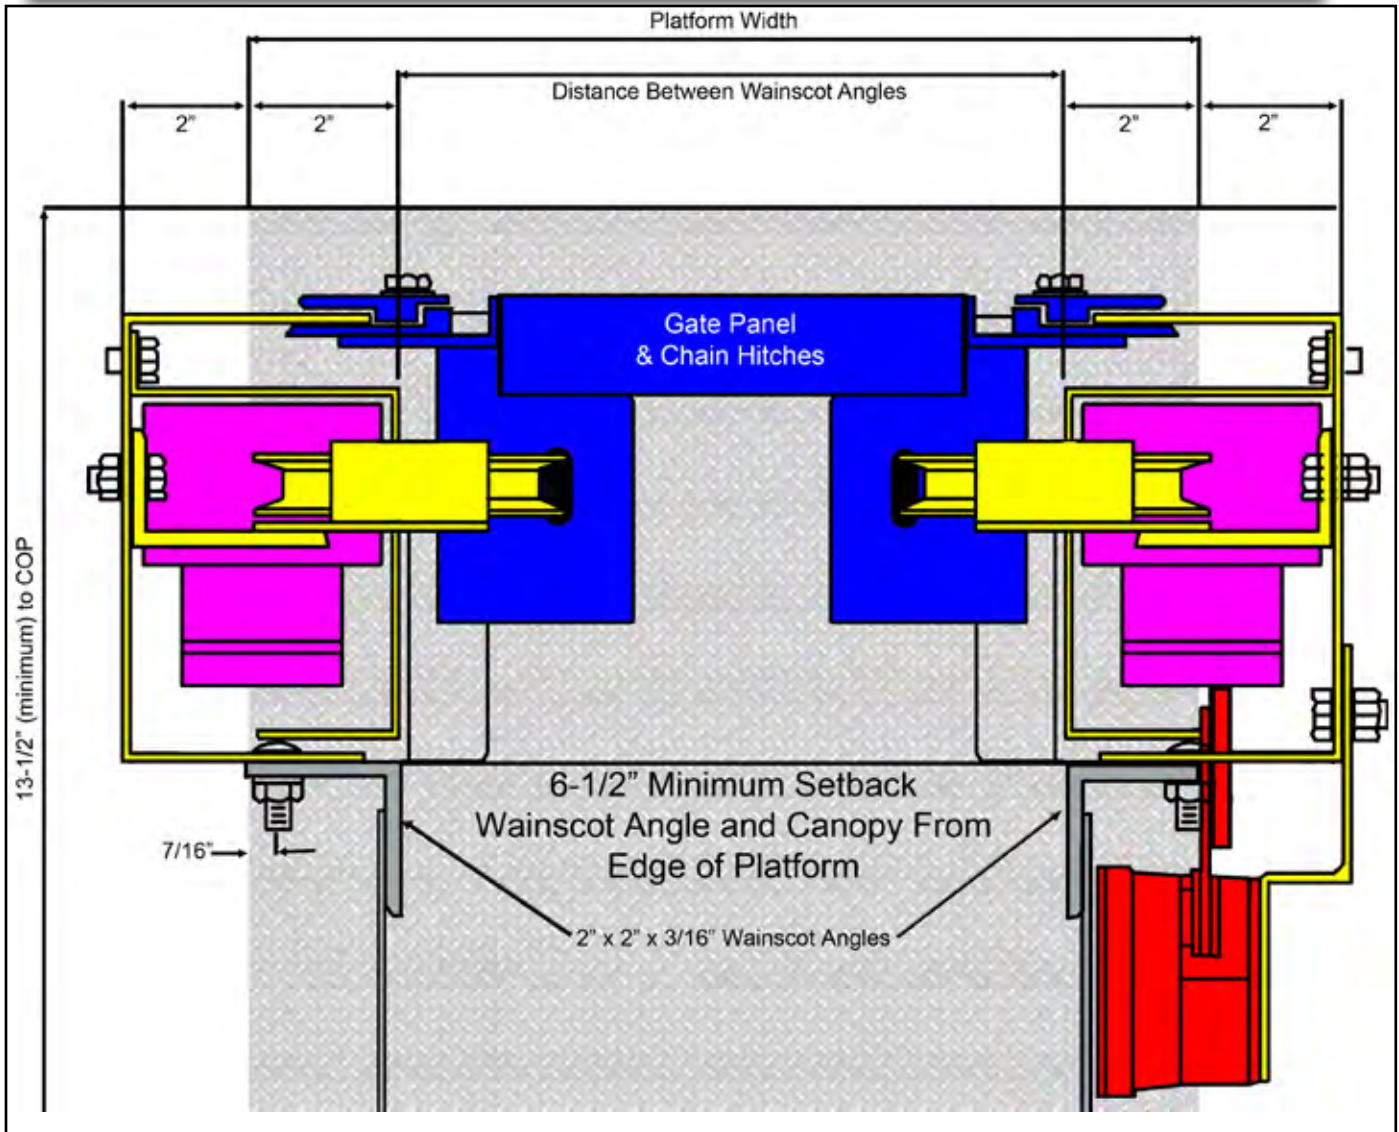 Platform Width
Distance Between Wainscot Angles
2”
2”
2”
2”
Gate Panel
& Chain Hitches
13-1/2” (minimum) to COP
6-1/2” Minimum Setback
Wainscot Angle and Canopy From
Edge of Platform
7/16”
2” x 2” x 3/16” Wainscot Angles